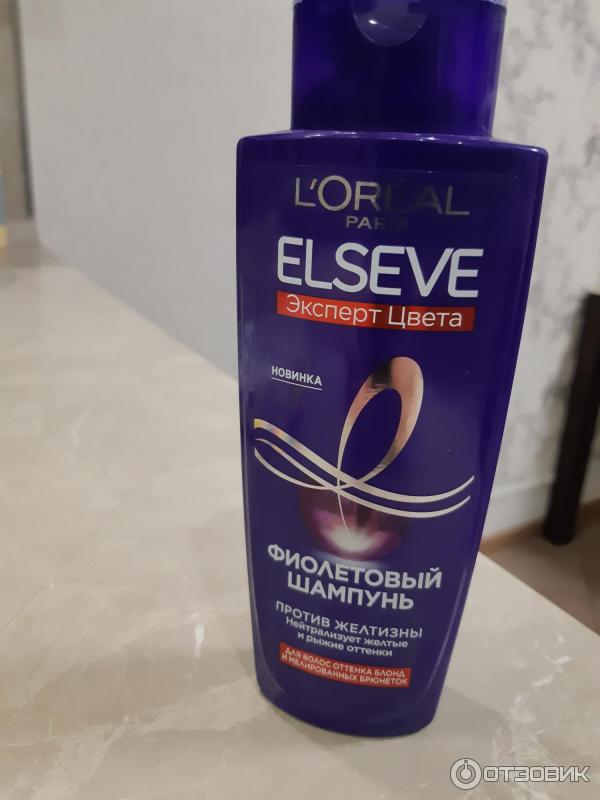 L'ORÉAL
PARIS
ELSEVE
Эксперт Цвета
НОВИНКА
ФИОЛЕТОВЫЙ
ШАМПУНЬ
ПРОТИВ ЖЕЛТИЗНЫ
Нейтрализует желтые
и рыжие оттенки
ДЛЯ ВОЛОС ОТТЕНКА БЛОНД
И МЕЛИРОВАННЫХ БРЮНЕТОК
ОТЗОВИК